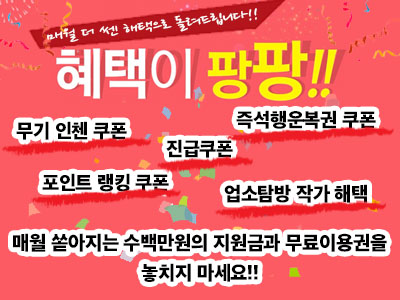 매월 더 쎈 혜택으로 돌려드립니다!!
혜택이 팡팡!!
즉석행운복권 쿠폰
무기 인첸 쿠폰
진급쿠폰
포인트 랭킹 쿠폰
업소탐방 작가 혜택
매월 쏟아지는 수백만원의 지원금과 무료이용권을
놓치지 마세요!!